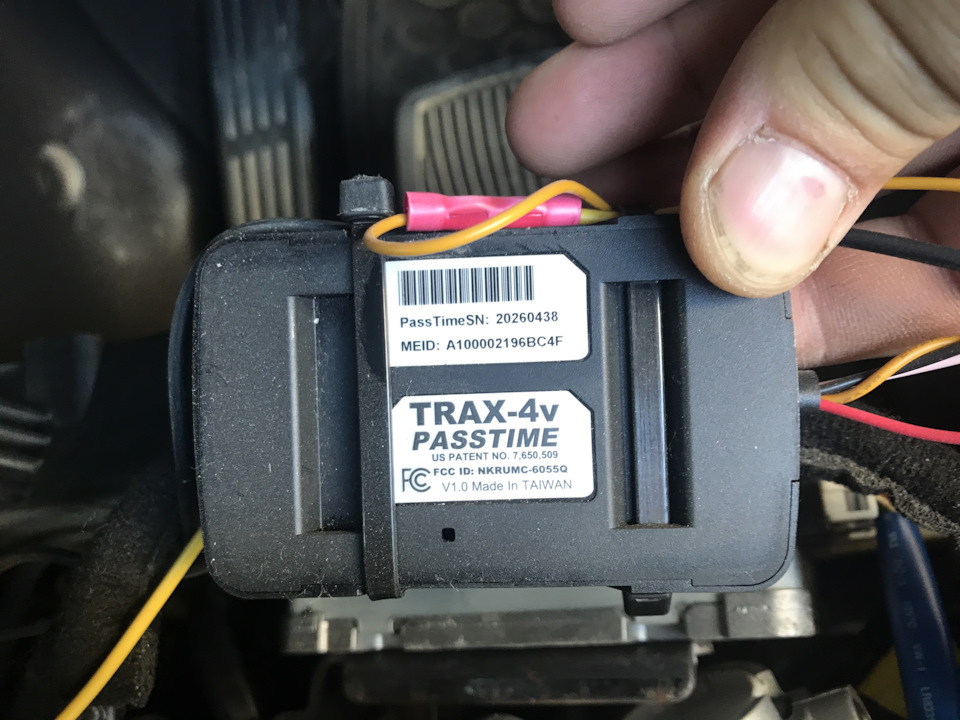 PassTimeSN: 20260438
MEID: A100002196BC4F
TRAX-4v
PASSTIME
US PATENT NO. 7,650,509
FCC ID: NKRUMC-6055Q
V1.0 Made In TAIWAN